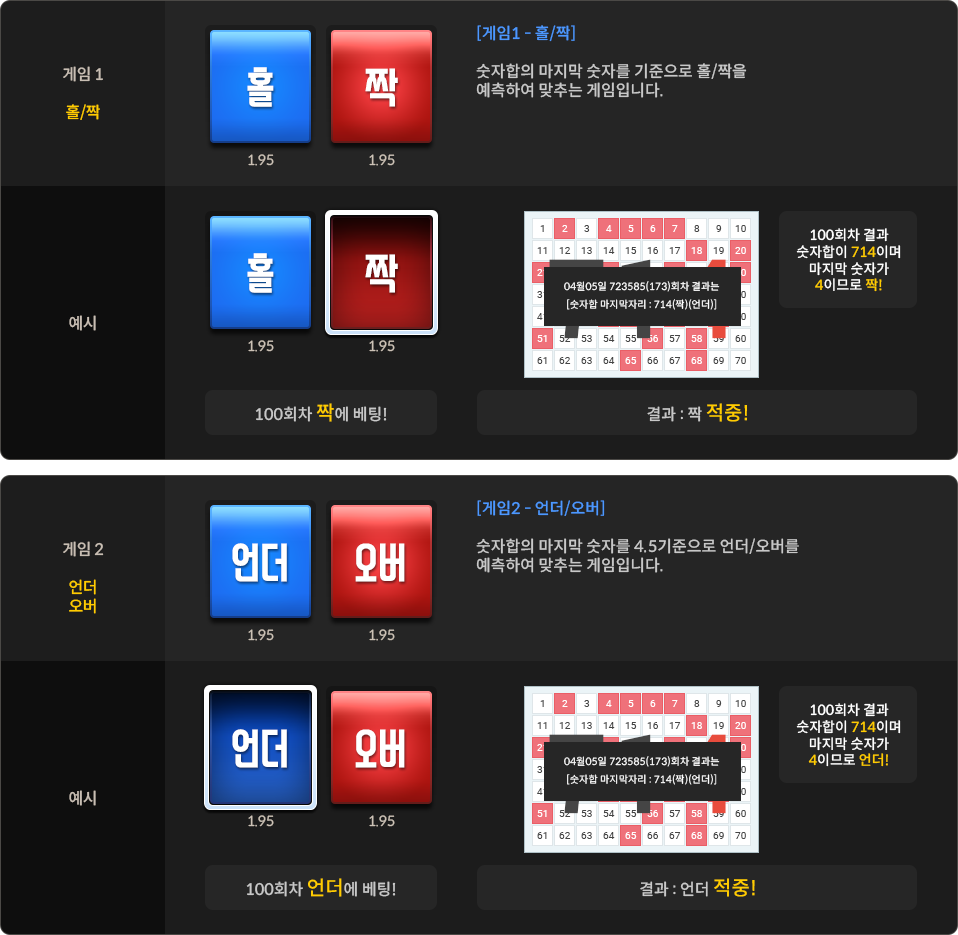 게임 1
홀/짝
홀
짝
1.95
1.95
[게임1 - 홀/짝]
숫자합의 마지막 숫자를 기준으로 홀/짝을
예측하여 맞추는 게임입니다.
예시
홀
짝
1.95
1.95
1 2 3 4 5 6 7 8 9 10
11 12 13 14 15 16 17 18 19 20
04월05일 723585(173)회차 결과는
[숫자합 마지막자리 : 714(짝)(언더)]
51 52 53 54 55 56 57 58 59 60
61 62 63 64 65 66 67 68 69 70
100회차 결과
숫자합이 714이며
마지막 숫자가
4이므로 짝!
100회차 짝에 베팅!
결과 : 짝 적중!
게임 2
언더
오버
언더
오버
1.95
1.95
[게임2 - 언더/오버]
숫자합의 마지막 숫자를 4.5기준으로 언더/오버를
예측하여 맞추는 게임입니다.
예시
언더
오버
1.95
1.95
1 2 3 4 5 6 7 8 9 10
11 12 13 14 15 16 17 18 19 20
04월05일 723585(173)회차 결과는
[숫자합 마지막자리 : 714(짝)(언더)]
51 52 53 54 55 56 57 58 59 60
61 62 63 64 65 66 67 68 69 70
100회차 결과
숫자합이 714이며
마지막 숫자가
4이므로 언더!
100회차 언더에 베팅!
결과 : 언더 적중!